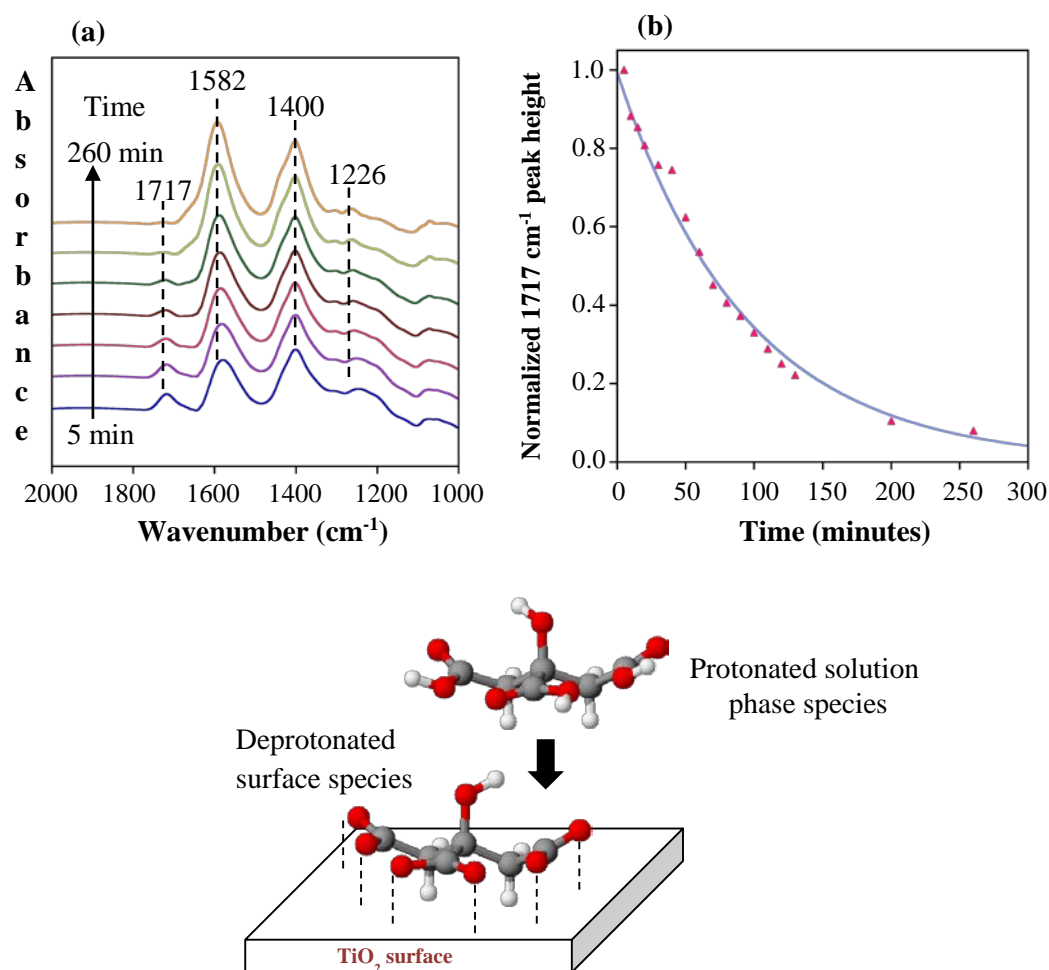 (a)
Absorbance
Time
260 min
5 min
1717
1582
1400
1226
2000 1800 1600 1400 1200 1000
Wavenumber (cm⁻¹)
(b)
Normalized 1717 cm⁻¹ peak height
1.0
0.8
0.6
0.4
0.2
0.0
0 50 100 150 200 250 300
Time (minutes)
Protonated solution
phase species
Deprotonated
surface species
TiO₂ surface